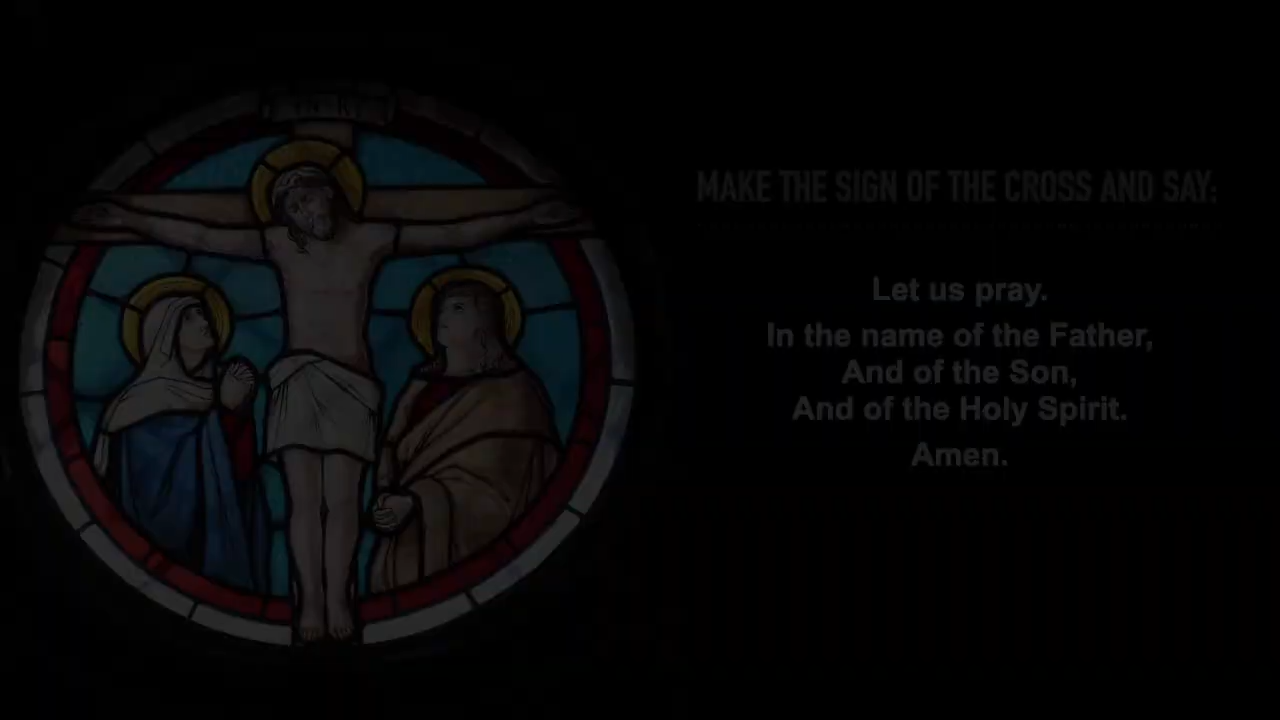 MAKE THE SIGN OF THE CROSS AND SAY:
Let us pray.
In the name of the Father,
And of the Son,
And of the Holy Spirit.
Amen.